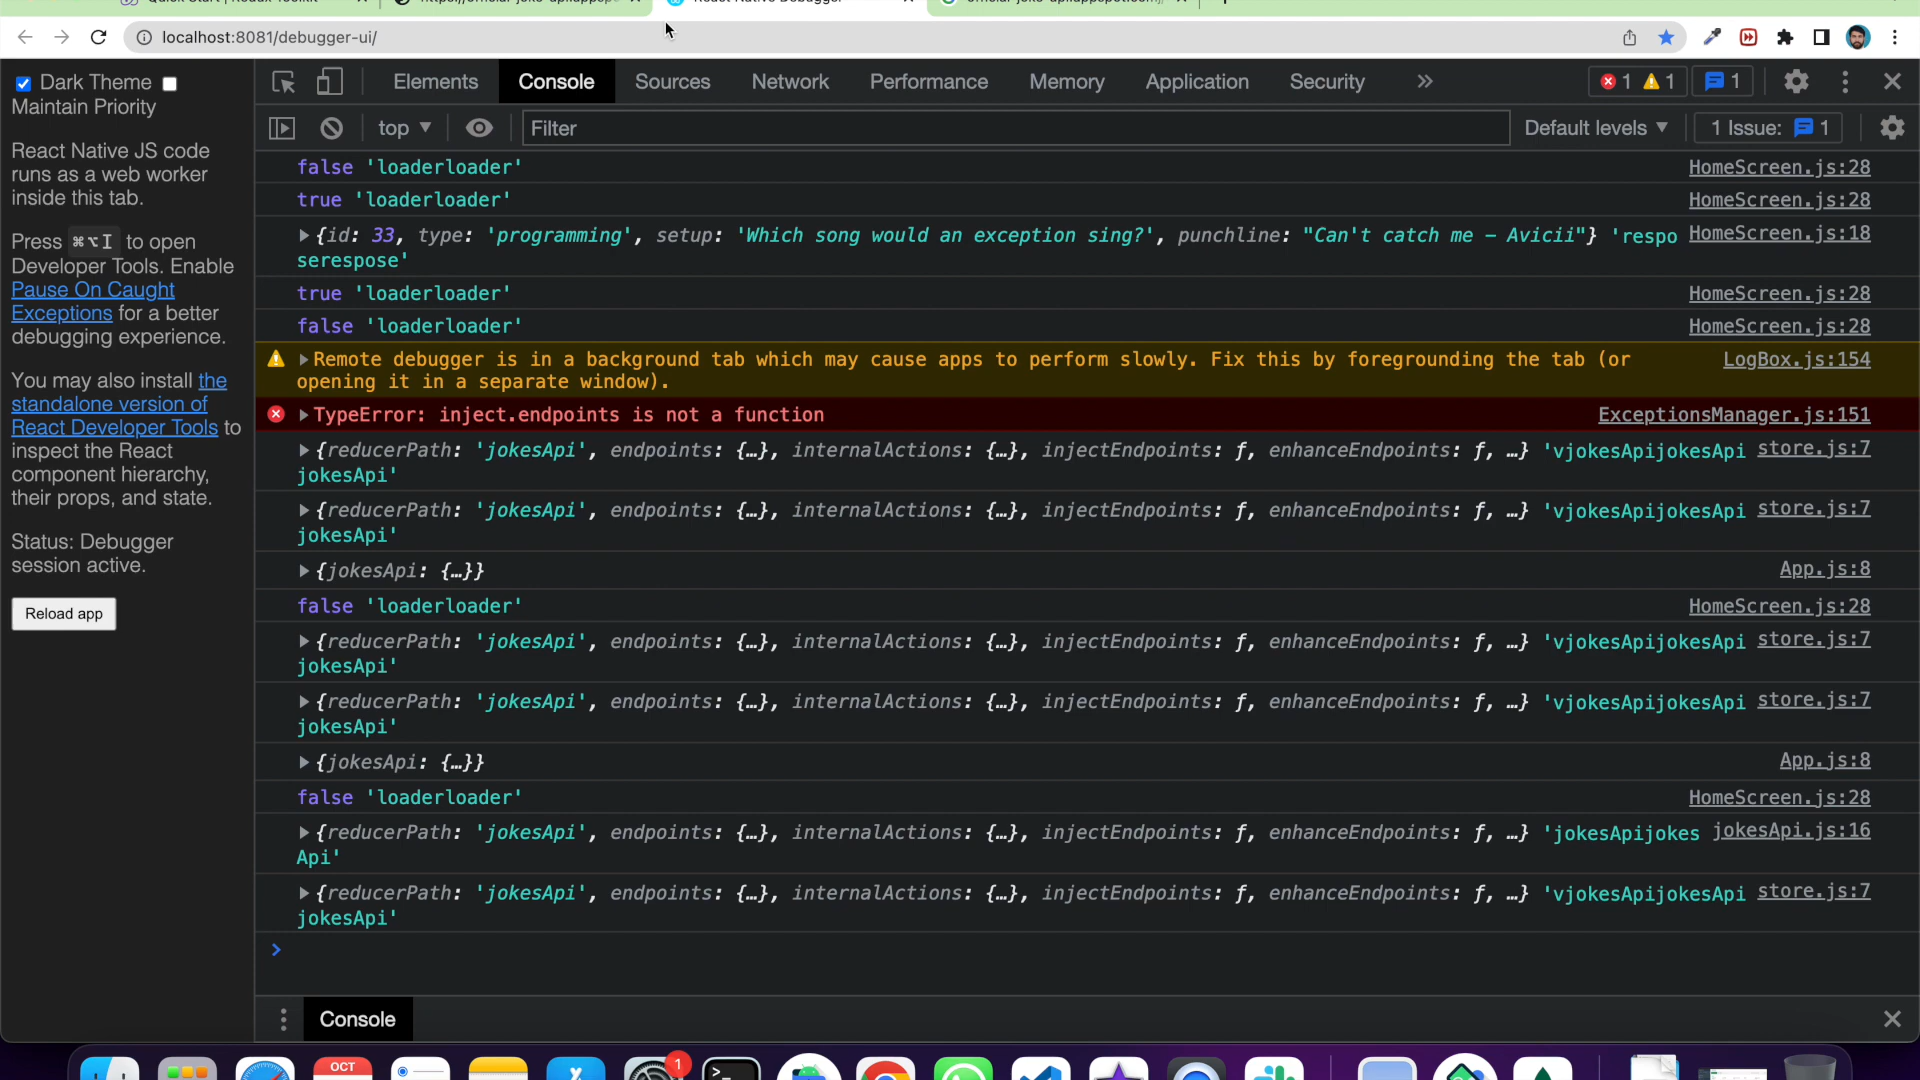 localhost:8081/debugger-ui/
Dark Theme
Maintain Priority
React Native JS code
runs as a web worker
inside this tab.
Press ⌘⌥I to open
Developer Tools. Enable
Pause On Caught
Exceptions for a better
debugging experience.
You may also install the
standalone version of
React Developer Tools to
inspect the React
component hierarchy,
their props, and state.
Status: Debugger
session active.
Reload app
Elements Console Sources Network Performance Memory Application Security » 1 1 1
top Filter Default levels 1 Issue: 1
false 'loaderloader' HomeScreen.js:28
true 'loaderloader' HomeScreen.js:28
{id: 33, type: 'programming', setup: 'Which song would an exception sing?', punchline: "Can't catch me – Avicii"} 'respo HomeScreen.js:18
serespose'
true 'loaderloader' HomeScreen.js:28
false 'loaderloader' HomeScreen.js:28
Remote debugger is in a background tab which may cause apps to perform slowly. Fix this by foregrounding the tab (or LogBox.js:154
opening it in a separate window).
TypeError: inject.endpoints is not a function ExceptionsManager.js:151
{reducerPath: 'jokesApi', endpoints: {…}, internalActions: {…}, injectEndpoints: ƒ, enhanceEndpoints: ƒ, …} 'vjokesApijokesApi store.js:7
jokesApi'
{reducerPath: 'jokesApi', endpoints: {…}, internalActions: {…}, injectEndpoints: ƒ, enhanceEndpoints: ƒ, …} 'vjokesApijokesApi store.js:7
jokesApi'
{jokesApi: {…}} App.js:8
false 'loaderloader' HomeScreen.js:28
{reducerPath: 'jokesApi', endpoints: {…}, internalActions: {…}, injectEndpoints: ƒ, enhanceEndpoints: ƒ, …} 'vjokesApijokesApi store.js:7
jokesApi'
{reducerPath: 'jokesApi', endpoints: {…}, internalActions: {…}, injectEndpoints: ƒ, enhanceEndpoints: ƒ, …} 'vjokesApijokesApi store.js:7
jokesApi'
{jokesApi: {…}} App.js:8
false 'loaderloader' HomeScreen.js:28
{reducerPath: 'jokesApi', endpoints: {…}, internalActions: {…}, injectEndpoints: ƒ, enhanceEndpoints: ƒ, …} 'jokesApijokes jokesApi.js:16
Api'
{reducerPath: 'jokesApi', endpoints: {…}, internalActions: {…}, injectEndpoints: ƒ, enhanceEndpoints: ƒ, …} 'vjokesApijokesApi store.js:7
jokesApi'
Console
OCT
1